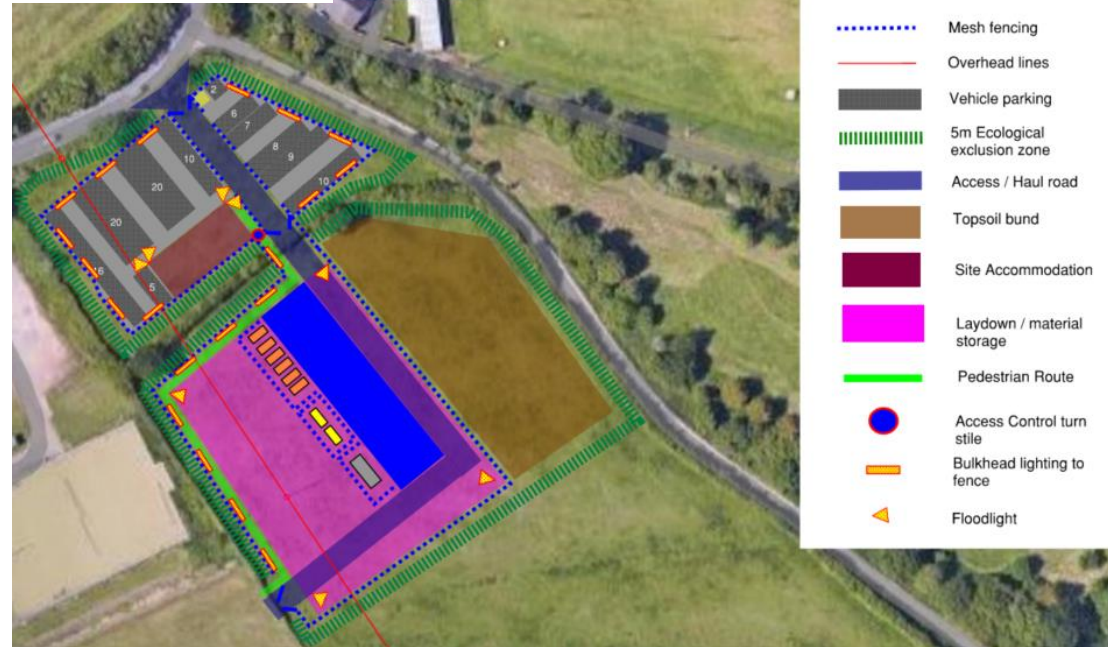 Mesh fencing
Overhead lines
Vehicle parking
5m Ecological
exclusion zone
Access / Haul road
Topsoil bund
Site Accommodation
Laydown / material
storage
Pedestrian Route
Access Control turn
stile
Bulkhead lighting to
fence
Floodlight
2
6
7
8
9
10
10
20
20
16
5